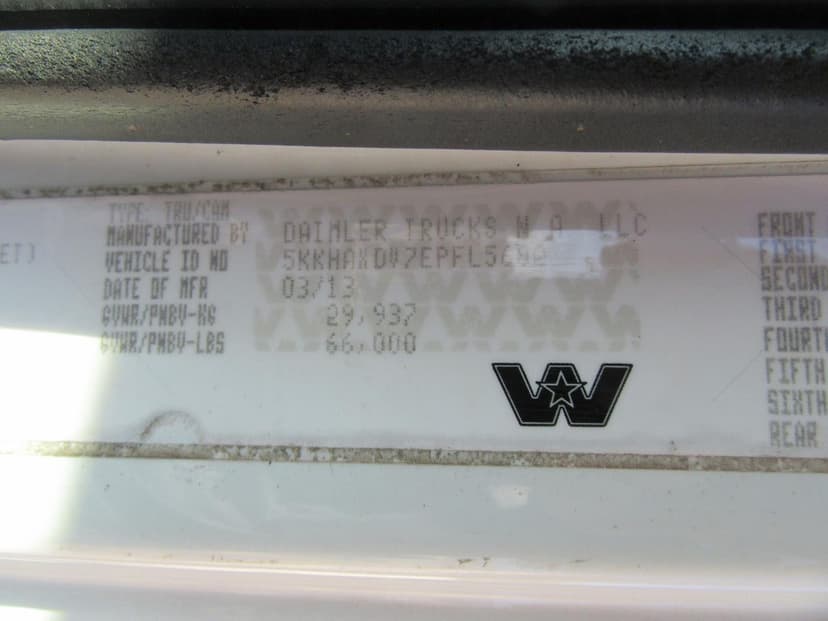 ET)
TYPE: TRU/CAM
MANUFACTURED BY DAIMLER TRUCKS N A LLC
VEHICLE ID NO
DATE OF MFR 03/13
GVWR/PNBV-KG 29,937
GVWR/PNBV-LBS 66,000
W
FRONT
FIRST
SECOND
THIRD
FOURTH
FIFTH
SIXTH
REAR